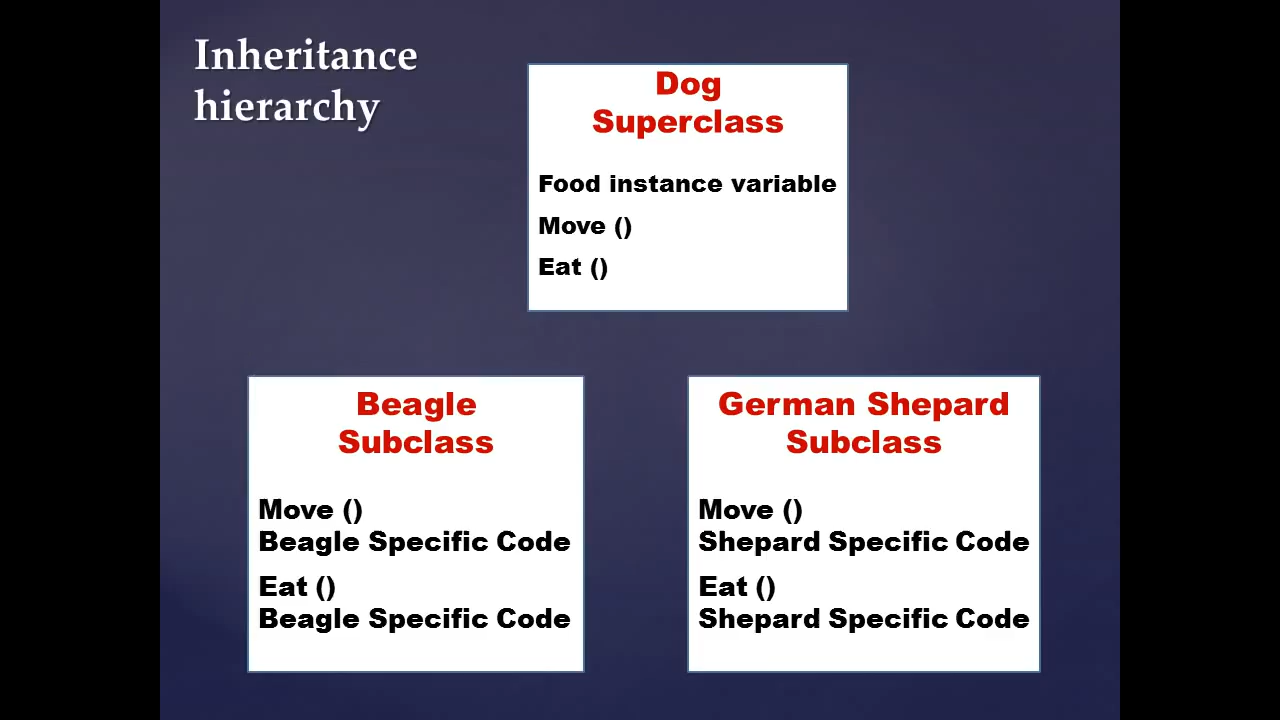 Inheritance
hierarchy
Dog
Superclass
Food instance variable
Move ()
Eat ()
Beagle
Subclass
Move ()
Beagle Specific Code
Eat ()
Beagle Specific Code
German Shepard
Subclass
Move ()
Shepard Specific Code
Eat ()
Shepard Specific Code